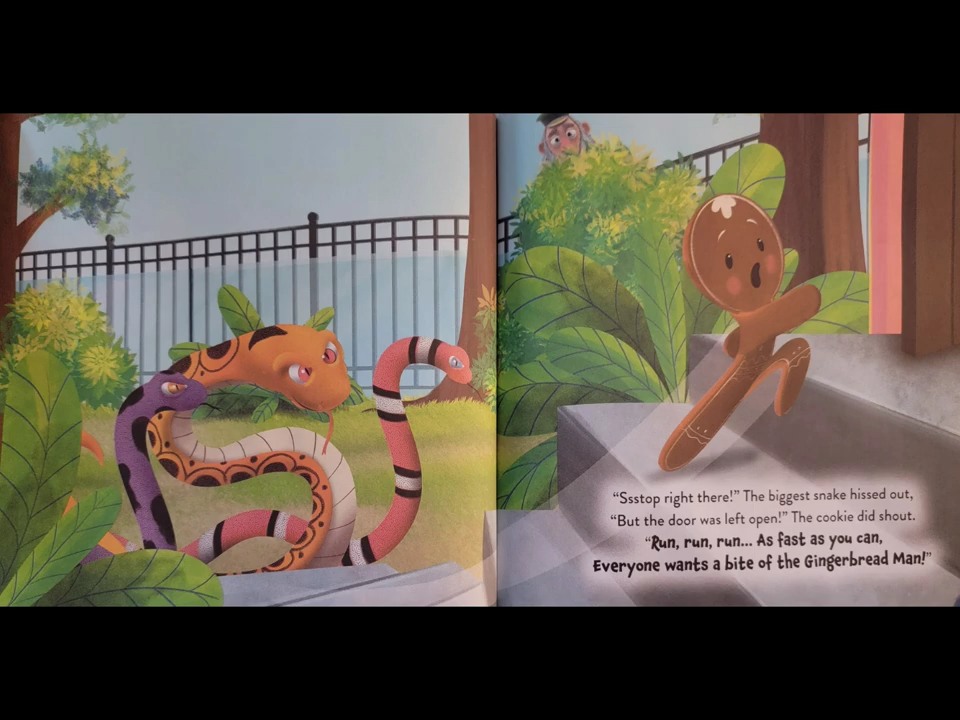 “Ssstop right there!” The biggest snake hissed out,
“But the door was left open!” The cookie did shout.
“Run, run, run... As fast as you can,
Everyone wants a bite of the Gingerbread Man!”